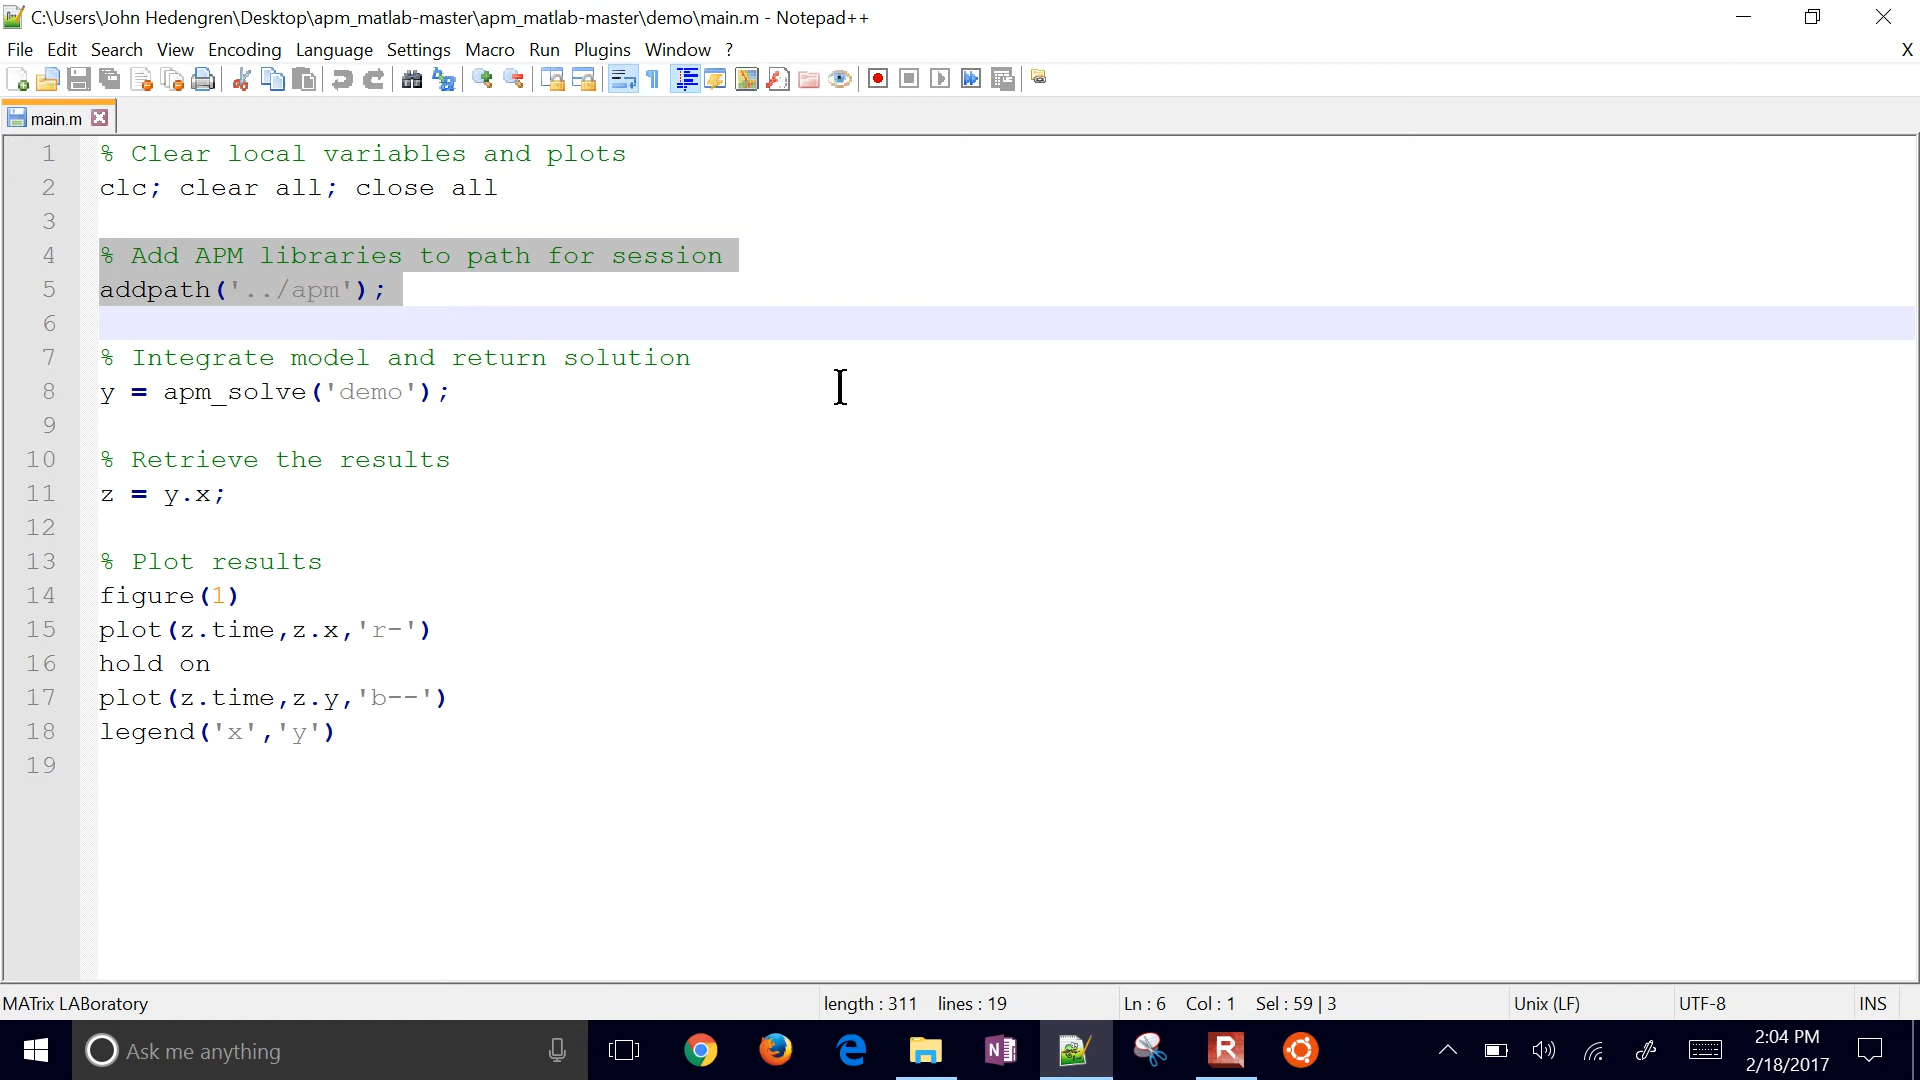 C:\Users\John Hedengren\Desktop\apm_matlab-master\apm_matlab-master\demo\main.m - Notepad++
File Edit Search View Encoding Language Settings Macro Run Plugins Window ? X
main.m
1 % Clear local variables and plots
2 clc; clear all; close all
3
4 % Add APM libraries to path for session
5 addpath('../apm');
6
7 % Integrate model and return solution
8 y = apm_solve('demo');
9
10 % Retrieve the results
11 z = y.x;
12
13 % Plot results
14 figure(1)
15 plot(z.time,z.x,'r-')
16 hold on
17 plot(z.time,z.y,'b--')
18 legend('x','y')
19
MATrix LABoratory length : 311 lines : 19 Ln : 6 Col : 1 Sel : 59 | 3 Unix (LF) UTF-8 INS
Ask me anything
2:04 PM
2/18/2017